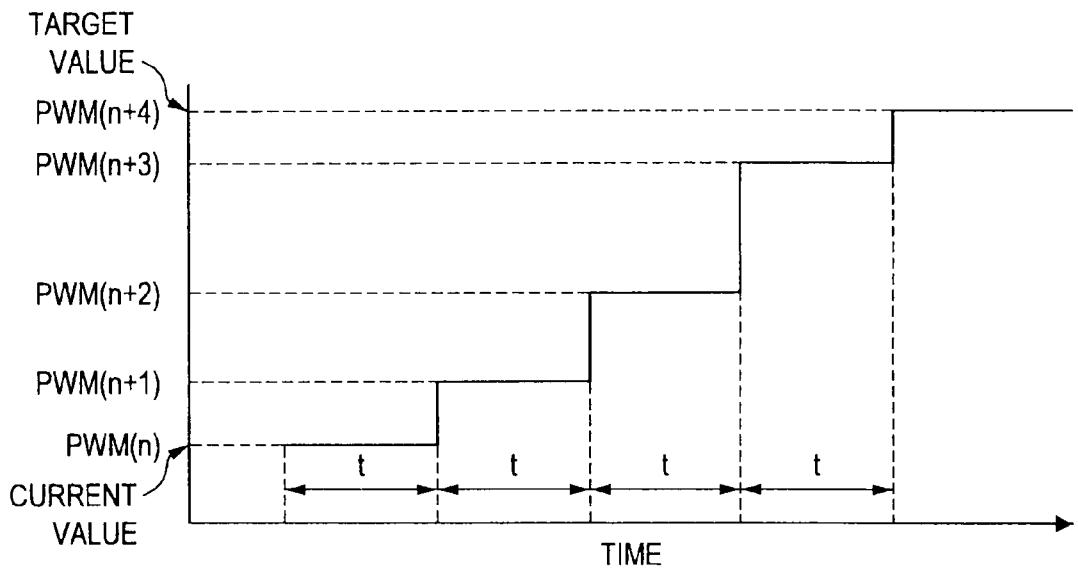 TARGET
VALUE
PWM(n+4)
PWM(n+3)
PWM(n+2)
PWM(n+1)
PWM(n)
CURRENT
VALUE
t t t t
TIME